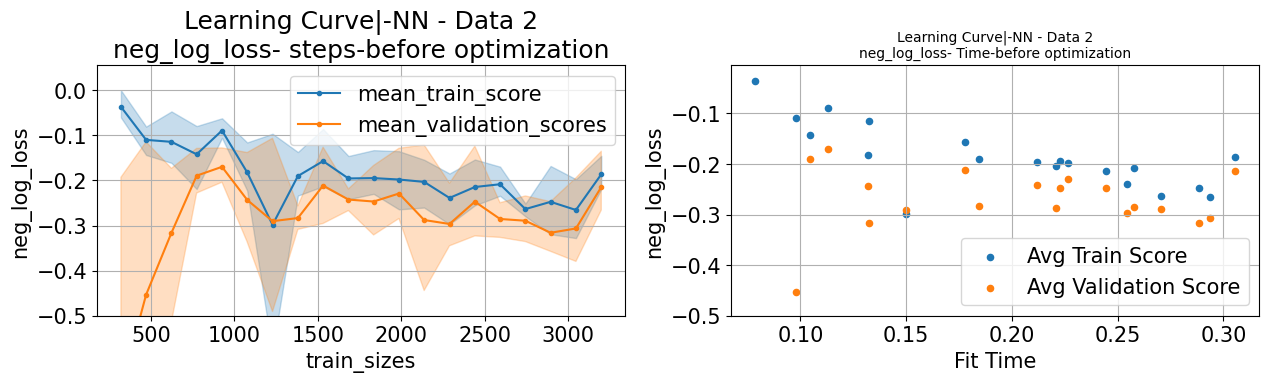 Learning Curve|-NN - Data 2
neg_log_loss- steps-before optimization
neg_log_loss
0.0
−0.1
−0.2
−0.3
−0.4
−0.5
mean_train_score
mean_validation_scores
500
1000
1500
2000
2500
3000
train_sizes
Learning Curve|-NN - Data 2
neg_log_loss- Time-before optimization
neg_log_loss
−0.1
−0.2
−0.3
−0.4
−0.5
Avg Train Score
Avg Validation Score
0.10
0.15
0.20
0.25
0.30
Fit Time